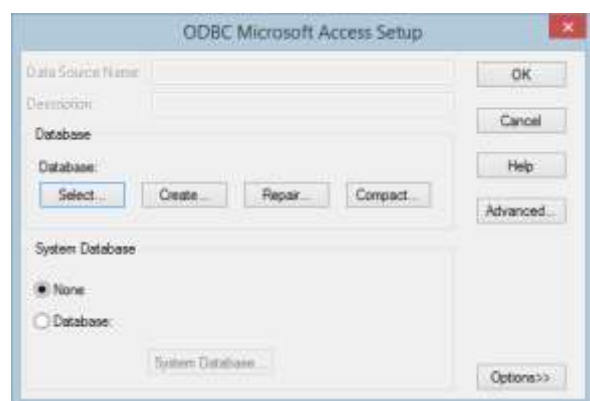 ODBC Microsoft Access Setup
Data Source Name:
OK
Description:
Cancel
Database
Database:
Help
Select...
Create...
Repair...
Compact...
Advanced...
System Database
None
Database:
System Database...
Options>>